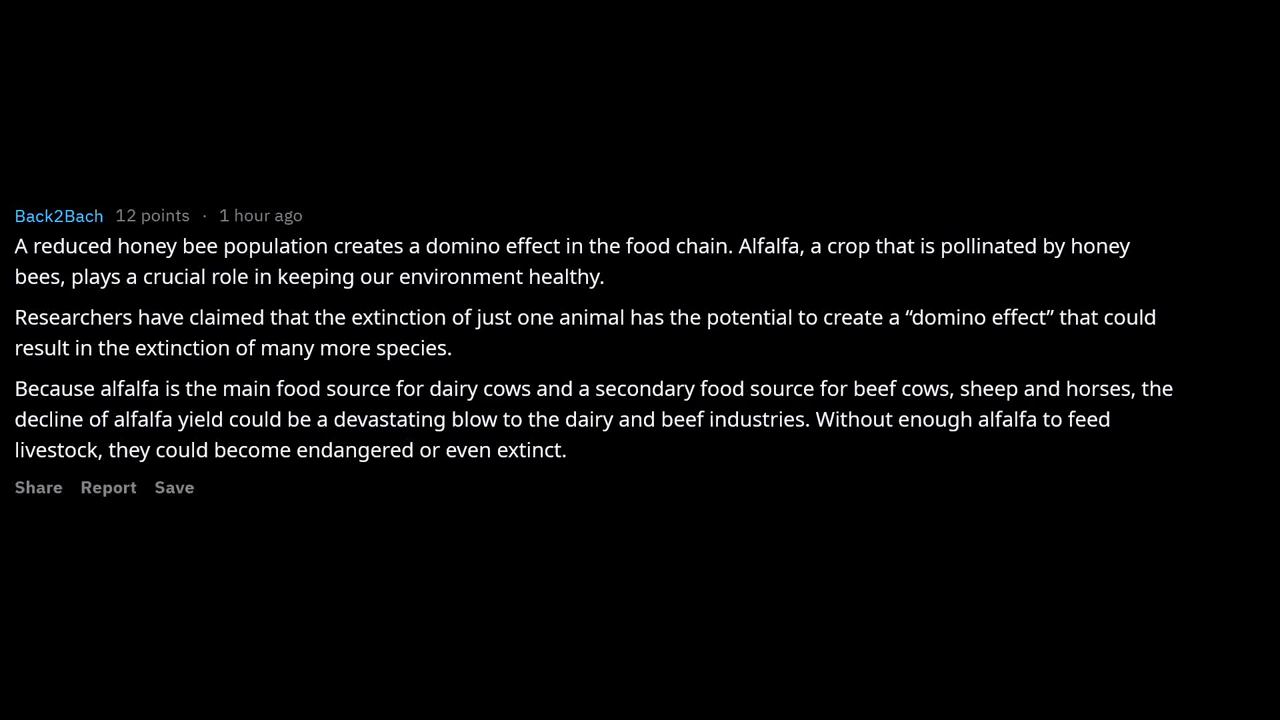 Back2Bach 12 points · 1 hour ago
A reduced honey bee population creates a domino effect in the food chain. Alfalfa, a crop that is pollinated by honey
bees, plays a crucial role in keeping our environment healthy.
Researchers have claimed that the extinction of just one animal has the potential to create a “domino effect” that could
result in the extinction of many more species.
Because alfalfa is the main food source for dairy cows and a secondary food source for beef cows, sheep and horses, the
decline of alfalfa yield could be a devastating blow to the dairy and beef industries. Without enough alfalfa to feed
livestock, they could become endangered or even extinct.
Share Report Save